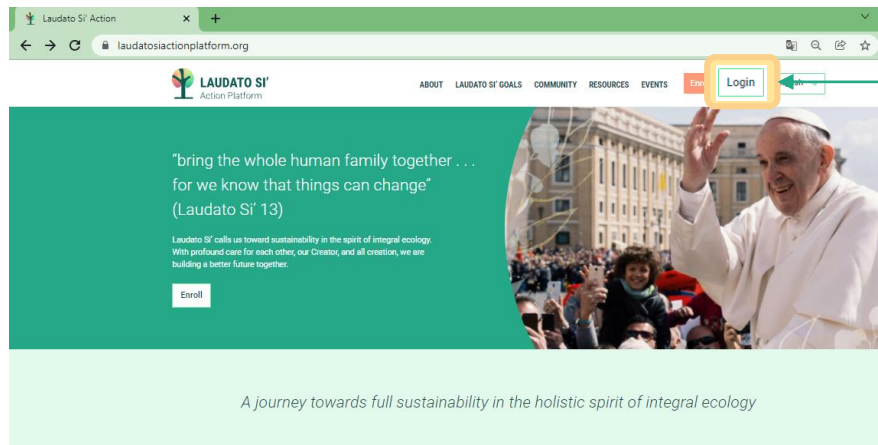 Laudato Si' Action
laudatosiactionplatform.org
LAUDATO SI'
Action Platform
ABOUT LAUDATO SI' GOALS COMMUNITY RESOURCES EVENTS Login
"bring the whole human family together . . .
for we know that things can change"
(Laudato Si' 13)
Laudato Si' calls us toward sustainability in the spirit of integral ecology.
With profound care for each other, our Creator, and all creation, we are
building a better future together.
Enroll
A journey towards full sustainability in the holistic spirit of integral ecology